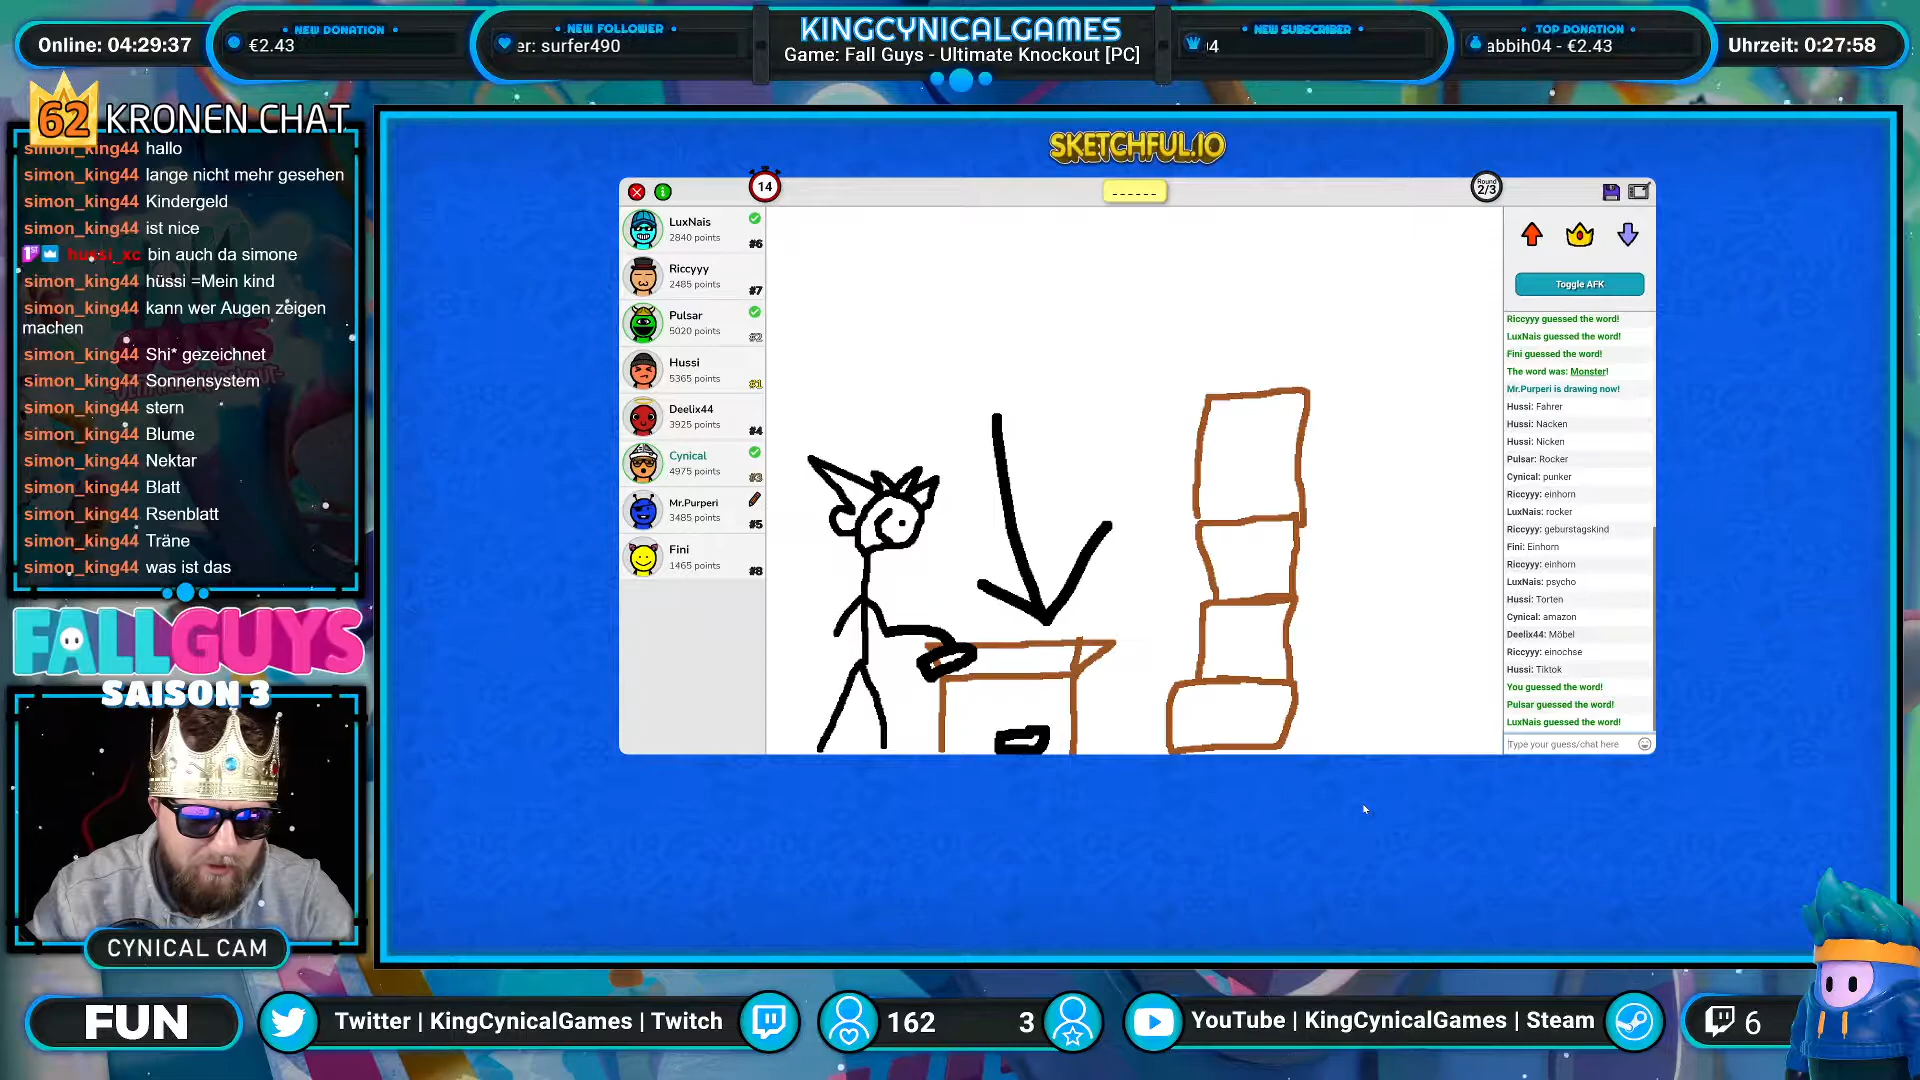 Online: 04:29:37
NEW DONATION
€2.43
NEW FOLLOWER
er: surfer490
KINGCYNICALGAMES
Game: Fall Guys - Ultimate Knockout [PC]
NEW SUBSCRIBER
TOP DONATION
abbih04 - €2.43
Uhrzeit: 0:27:58
62 KRONEN CHAT
simon_king44 hallo
simon_king44 lange nicht mehr gesehen
simon_king44 Kindergeld
simon_king44 ist nice
hussi_xc bin auch da simone
simon_king44 hüssi =Mein kind
simon_king44 kann wer Augen zeigen
machen
simon_king44 Shi* gezeichnet
simon_king44 Sonnensystem
simon_king44 stern
simon_king44 Blume
simon_king44 Nektar
simon_king44 Blatt
simon_king44 Rsenblatt
simon_king44 Träne
simon_king44 was ist das
FALL GUYS
SAISON 3
CYNICAL CAM
SKETCHFUL.IO
14
------
Round
2/3
LuxNais
2840 points
#6
Riccyyy
2485 points
#7
Pulsar
5020 points
#2
Hussi
5365 points
#1
Deelix44
3925 points
#4
Cynical
4975 points
#3
Mr.Purperi
3485 points
#5
Fini
1465 points
#8
Toggle AFK
Riccyyy guessed the word!
LuxNais guessed the word!
Fini guessed the word!
The word was: Monster!
Mr.Purperi is drawing now!
Hussi: Fahrer
Hussi: Nacken
Hussi: Nicken
Pulsar: Rocker
Cynical: punker
Riccyyy: einhorn
LuxNais: rocker
Riccyyy: geburstagskind
Fini: Einhorn
Riccyyy: einhorn
LuxNais: psycho
Hussi: Torten
Cynical: amazon
Deelix44: Möbel
Riccyyy: einochse
Hussi: Tiktok
You guessed the word!
Pulsar guessed the word!
LuxNais guessed the word!
Type your guess/chat here
FUN
Twitter | KingCynicalGames | Twitch
162
3
YouTube | KingCynicalGames | Steam
6